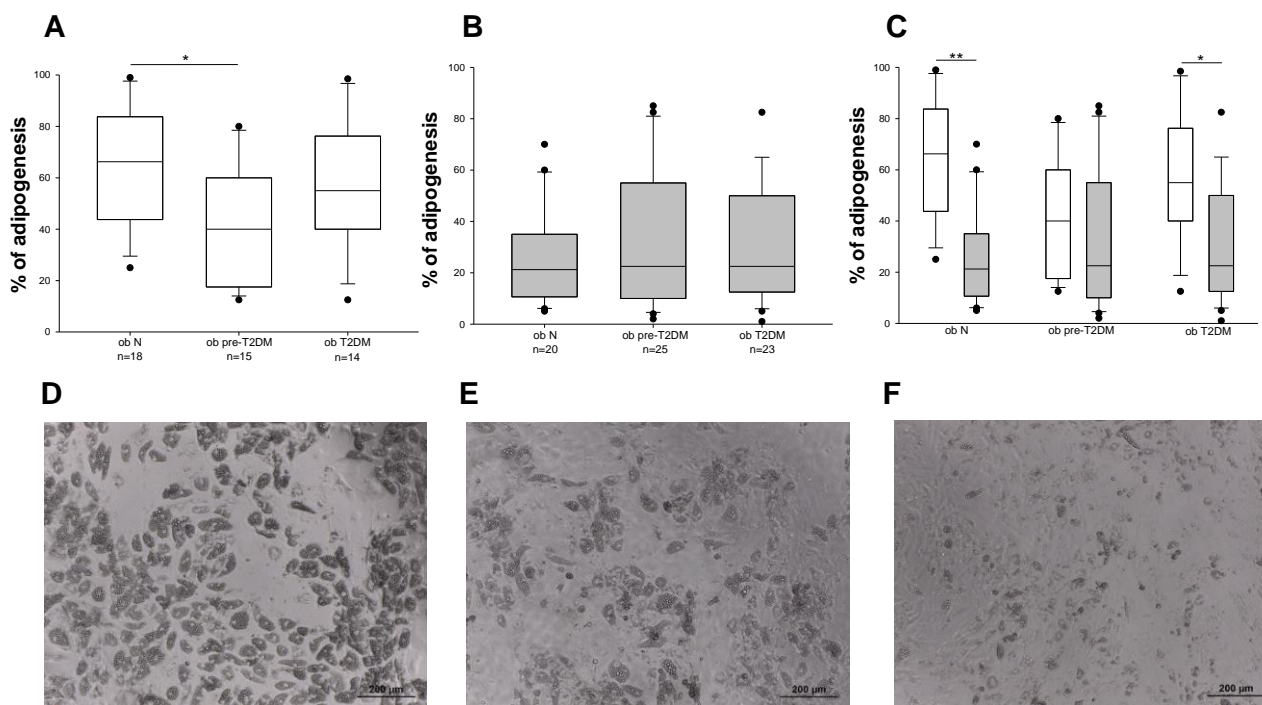 A
% of adipogenesis
*
100
80
60
40
20
0
ob N
n=18
ob pre-T2DM
n=15
ob T2DM
n=14
B
% of adipogenesis
100
80
60
40
20
0
ob N
n=20
ob pre-T2DM
n=25
ob T2DM
n=23
C
% of adipogenesis
**
*
100
80
60
40
20
0
ob N
ob pre-T2DM
ob T2DM
D
200 µm
E
200 µm
F
200 µm